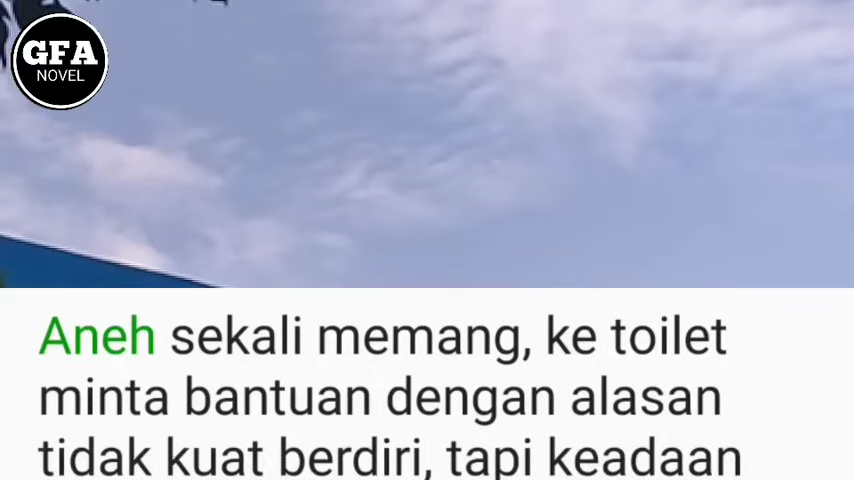 GFA
NOVEL
Aneh sekali memang, ke toilet
minta bantuan dengan alasan
tidak kuat berdiri, tapi keadaan